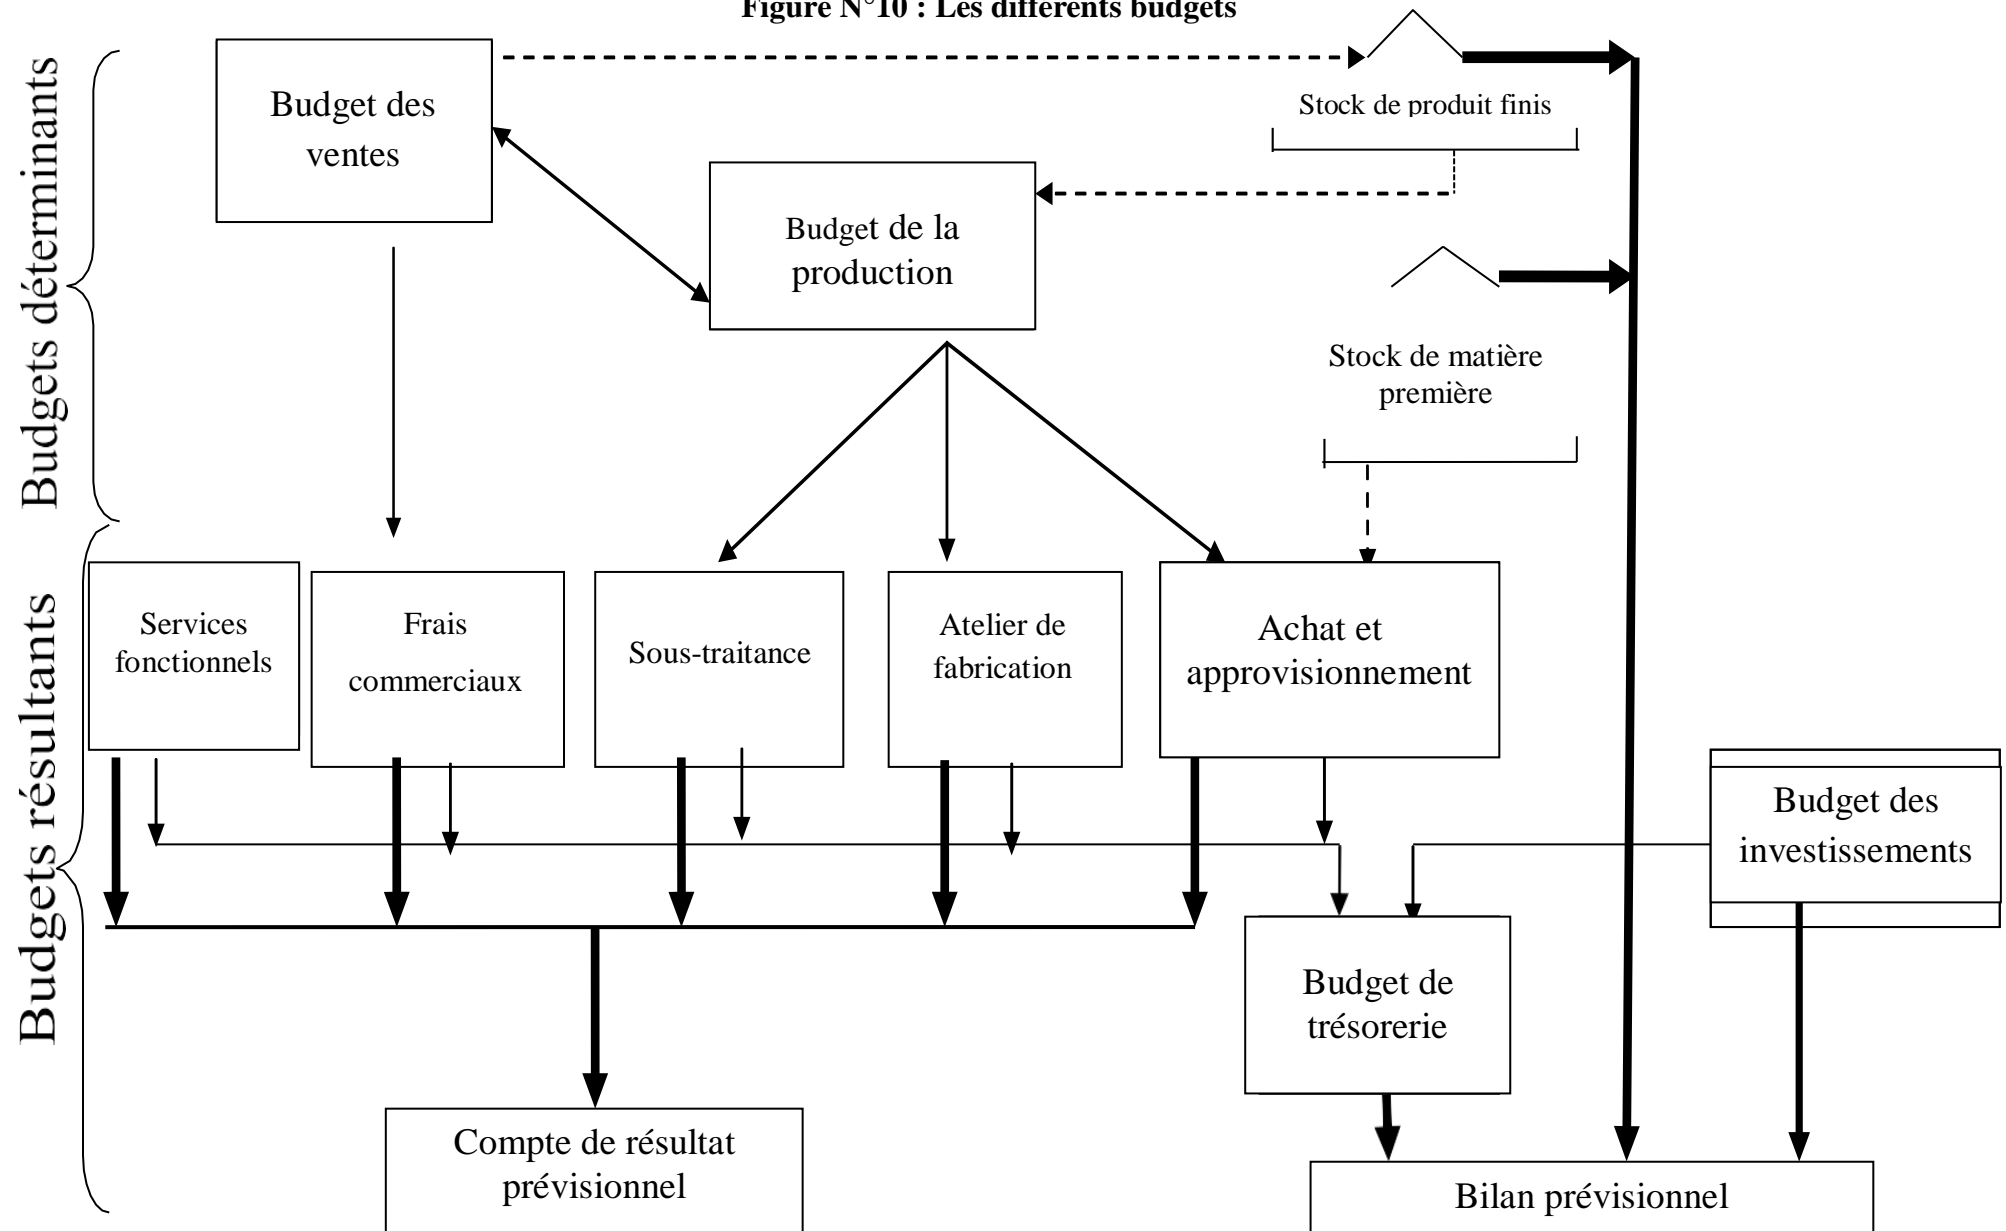 Figure N°10 : Les différents budgets
Budgets déterminants
Budget des
ventes
Stock de produit finis
Budget de la
production
Stock de matière
première
Budgets résultants
Services
fonctionnels
Frais
commerciaux
Sous-traitance
Atelier de
fabrication
Achat et
approvisionnement
Budget des
investissements
Budget de
trésorerie
Compte de résultat
prévisionnel
Bilan prévisionnel